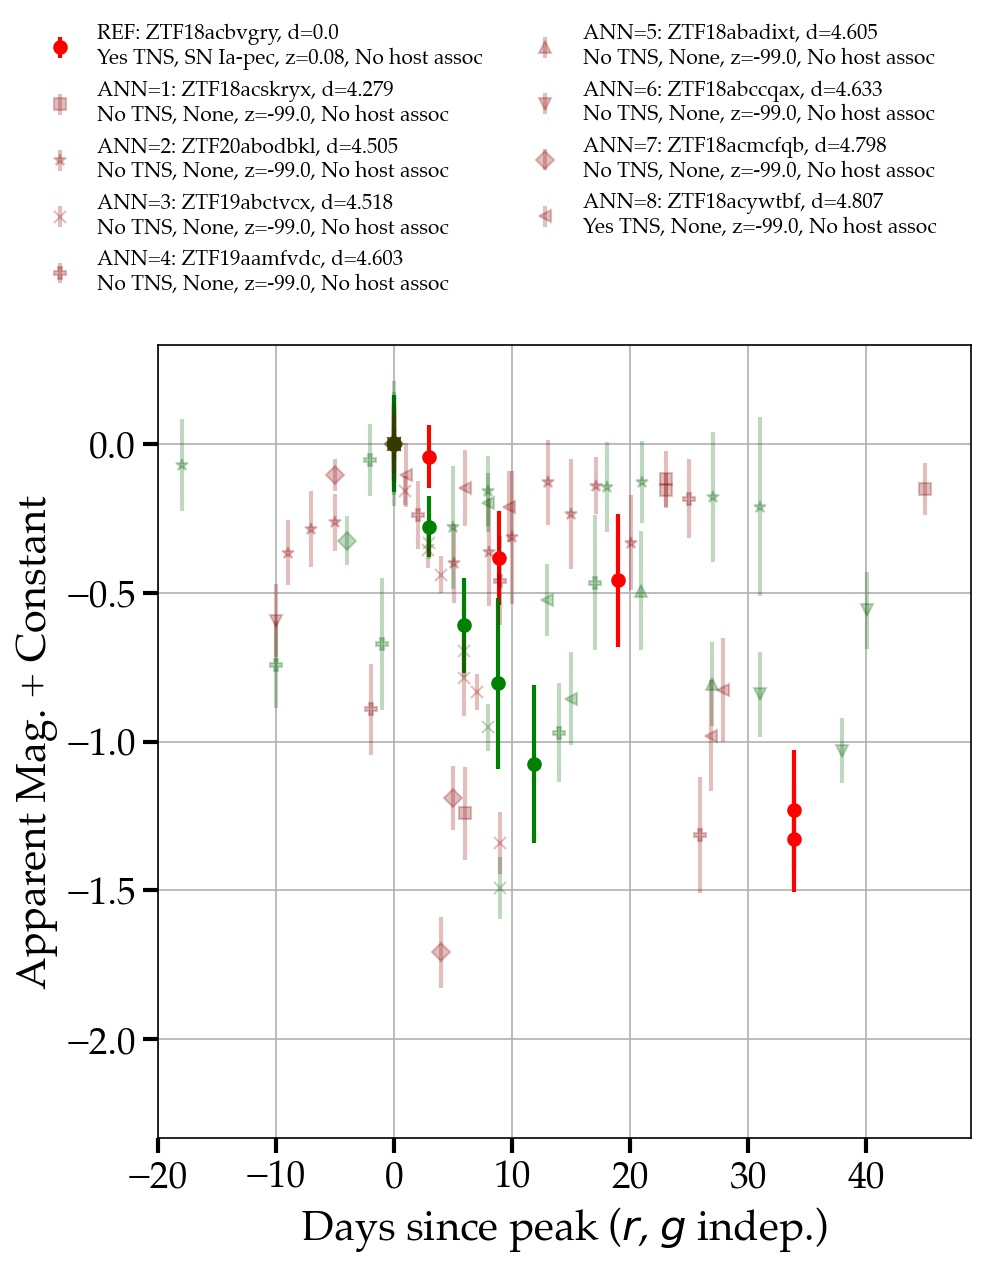 REF: ZTF18acbvgry, d=0.0
Yes TNS, SN Ia-pec, z=0.08, No host assoc
ANN=1: ZTF18acskryx, d=4.279
No TNS, None, z=-99.0, No host assoc
ANN=2: ZTF20abodbkl, d=4.505
No TNS, None, z=-99.0, No host assoc
ANN=3: ZTF19abctvcx, d=4.518
No TNS, None, z=-99.0, No host assoc
ANN=4: ZTF19aamfvdc, d=4.603
No TNS, None, z=-99.0, No host assoc
ANN=5: ZTF18abadixt, d=4.605
No TNS, None, z=-99.0, No host assoc
ANN=6: ZTF18abccqax, d=4.633
No TNS, None, z=-99.0, No host assoc
ANN=7: ZTF18acmcfqb, d=4.798
No TNS, None, z=-99.0, No host assoc
ANN=8: ZTF18acywtbf, d=4.807
Yes TNS, None, z=-99.0, No host assoc
Apparent Mag. + Constant
0.0
−0.5
−1.0
−1.5
−2.0
−20 −10 0 10 20 30 40
Days since peak (r, g indep.)